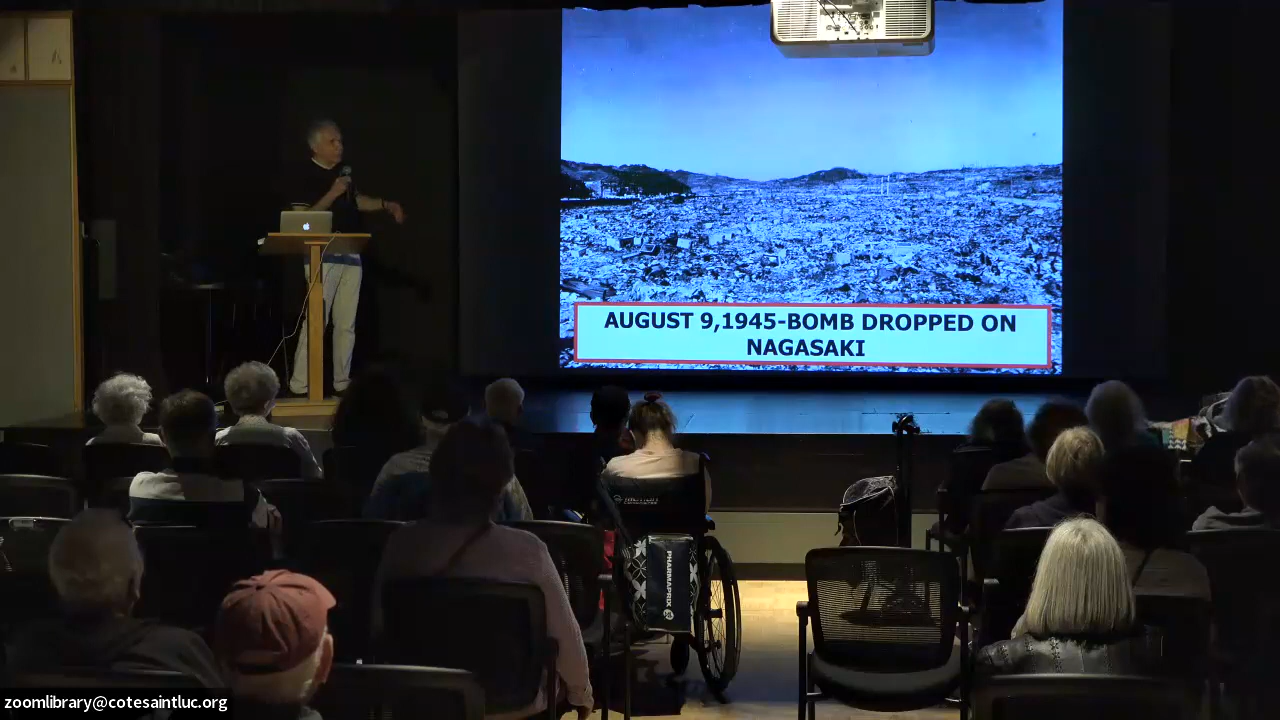 AUGUST 9,1945-BOMB DROPPED ON
NAGASAKI
PHARMAPRIX
zoomlibrary@cotesaintluc.org